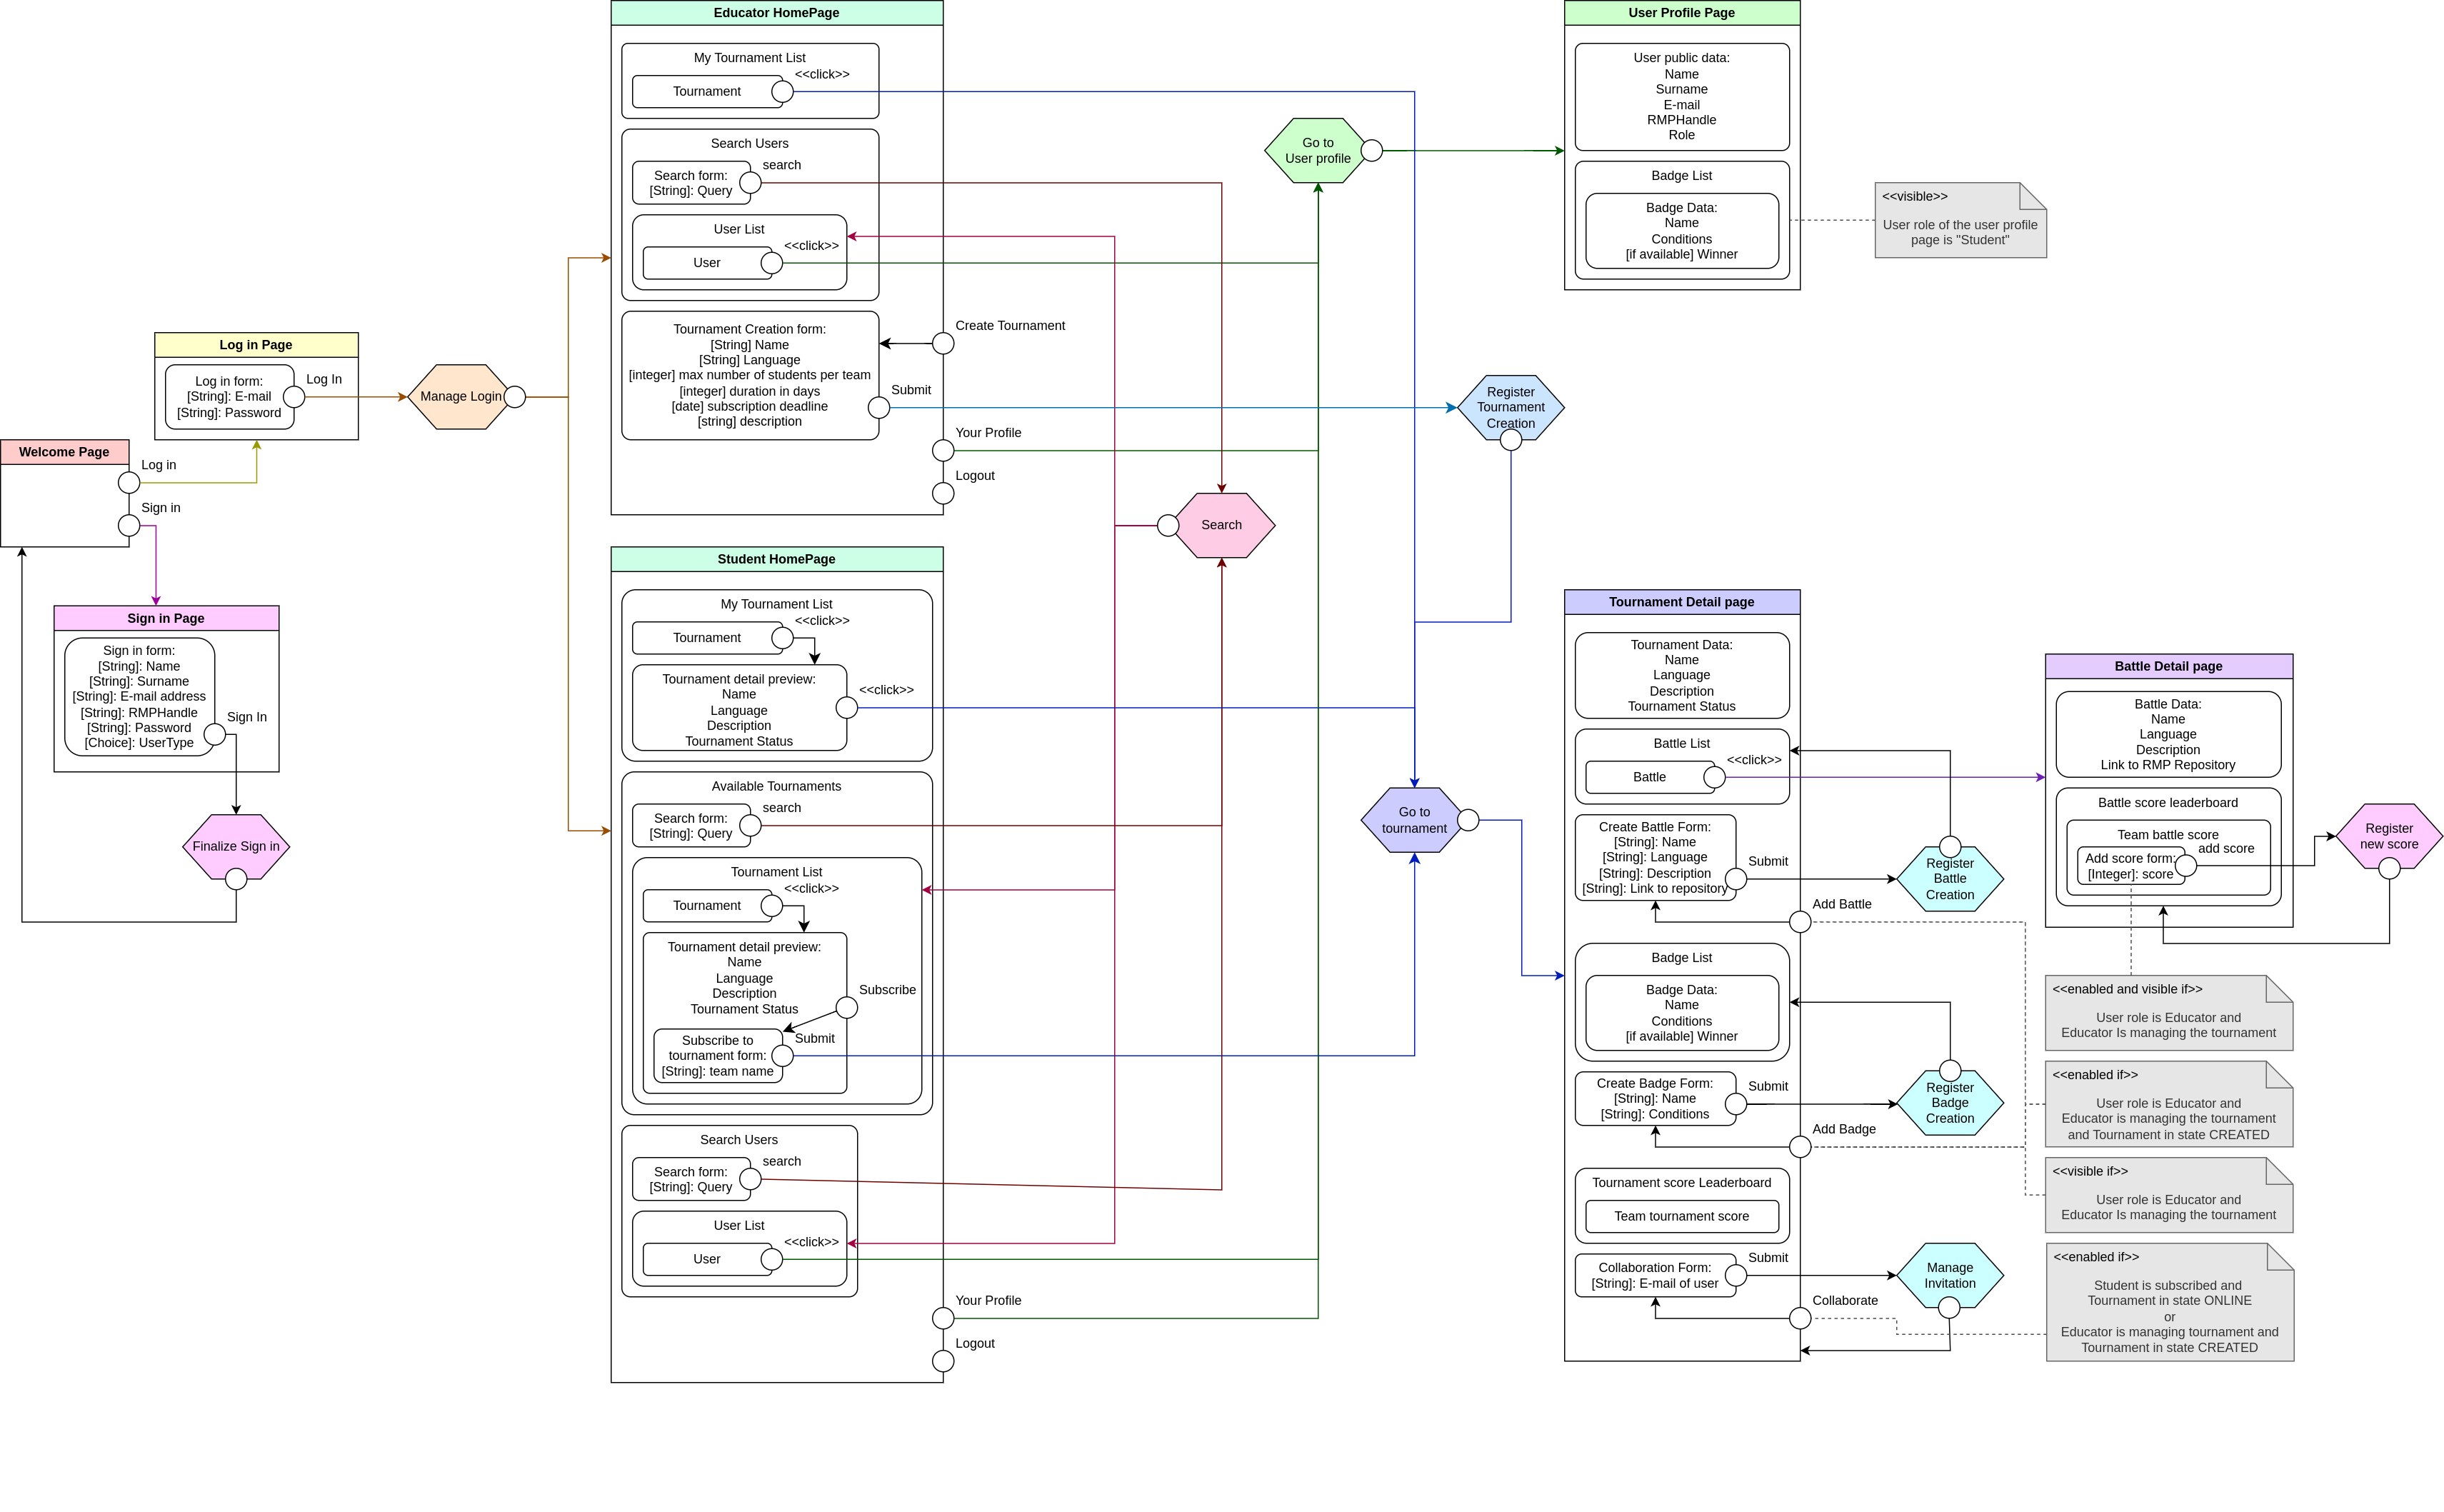 Welcome Page
Log in
Sign in
Log in Page
Log in form:
[String]: E-mail
[String]: Password
Log In
Sign in Page
Sign in form:
[String]: Name
[String]: Surname
[String]: E-mail address
[String]: RMPHandle
[String]: Password
[Choice]: UserType
Sign In
Finalize Sign in
Manage Login
Educator HomePage
My Tournament List
<<click>>
Tournament
Search Users
search
Search form:
[String]: Query
User List
<<click>>
User
Tournament Creation form:
[String] Name
[String] Language
[integer] max number of students per team
[integer] duration in days
[date] subscription deadline
[string] description
Create Tournament
Submit
Your Profile
Logout
Student HomePage
My Tournament List
<<click>>
Tournament
Tournament detail preview:
Name
Language
Description
Tournament Status
<<click>>
Available Tournaments
search
Search form:
[String]: Query
Tournament List
<<click>>
Tournament
Tournament detail preview:
Name
Language
Description
Tournament Status
Subscribe
Subscribe to
tournament form:
[String]: team name
Submit
Search Users
search
Search form:
[String]: Query
User List
<<click>>
User
Your Profile
Logout
Search
Go to
User profile
Register
Tournament
Creation
Go to
tournament
User Profile Page
User public data:
Name
Surname
E-mail
RMPHandle
Role
Badge List
Badge Data:
Name
Conditions
[if available] Winner
<<visible>>
User role of the user profile
page is "Student"
Tournament Detail page
Tournament Data:
Name
Language
Description
Tournament Status
Battle List
<<click>>
Battle
Create Battle Form:
[String]: Name
[String]: Language
[String]: Description
[String]: Link to repository
Submit
Add Battle
Badge List
Badge Data:
Name
Conditions
[if available] Winner
Create Badge Form:
[String]: Name
[String]: Conditions
Submit
Add Badge
Tournament score Leaderboard
Team tournament score
Collaboration Form:
[String]: E-mail of user
Submit
Collaborate
Register
Battle
Creation
Register
Badge
Creation
Manage
Invitation
Battle Detail page
Battle Data:
Name
Language
Description
Link to RMP Repository
Battle score leaderboard
Team battle score
add score
Add score form:
[Integer]: score
Register
new score
<<enabled and visible if>>
User role is Educator and
Educator Is managing the tournament
<<enabled if>>
User role is Educator and
Educator is managing the tournament
and Tournament in state CREATED
<<visible if>>
User role is Educator and
Educator Is managing the tournament
<<enabled if>>
Student is subscribed and
Tournament in state ONLINE
or
Educator is managing tournament and
Tournament in state CREATED